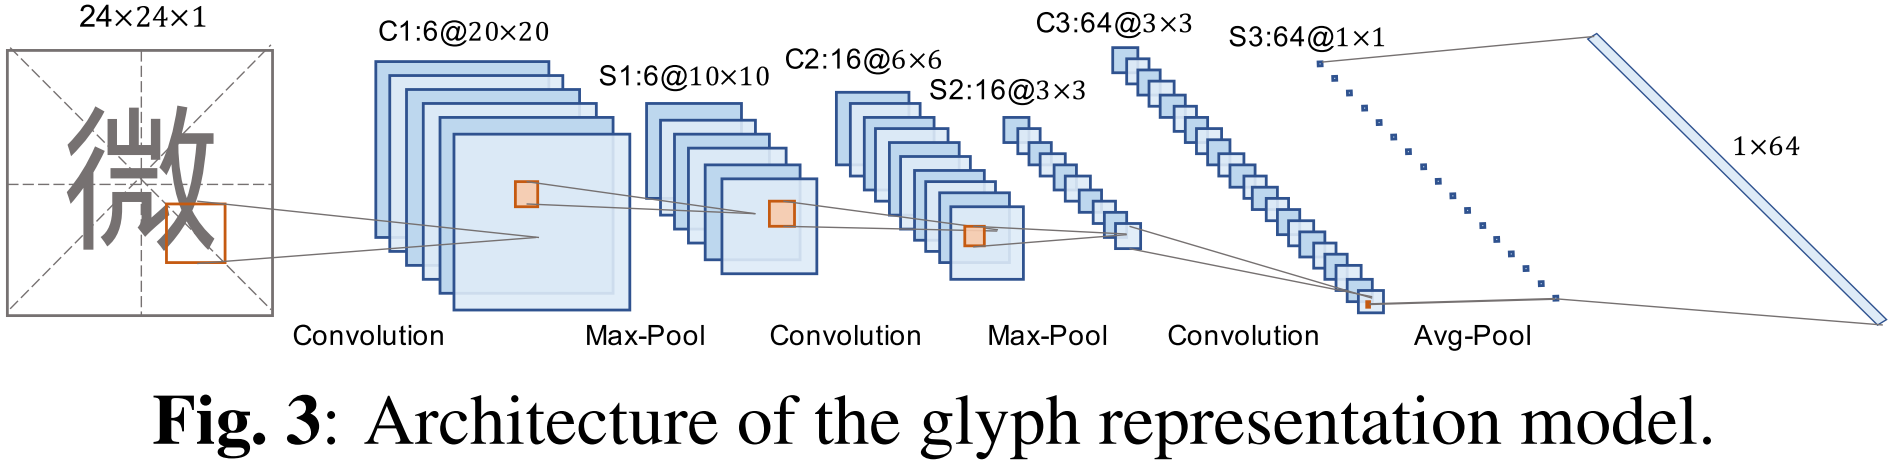 24×24×1
C1:6@20×20
S1:6@10×10
C2:16@6×6
S2:16@3×3
C3:64@3×3
S3:64@1×1
1×64
微
Convolution
Max-Pool
Convolution
Max-Pool
Convolution
Avg-Pool
Fig. 3: Architecture of the glyph representation model.